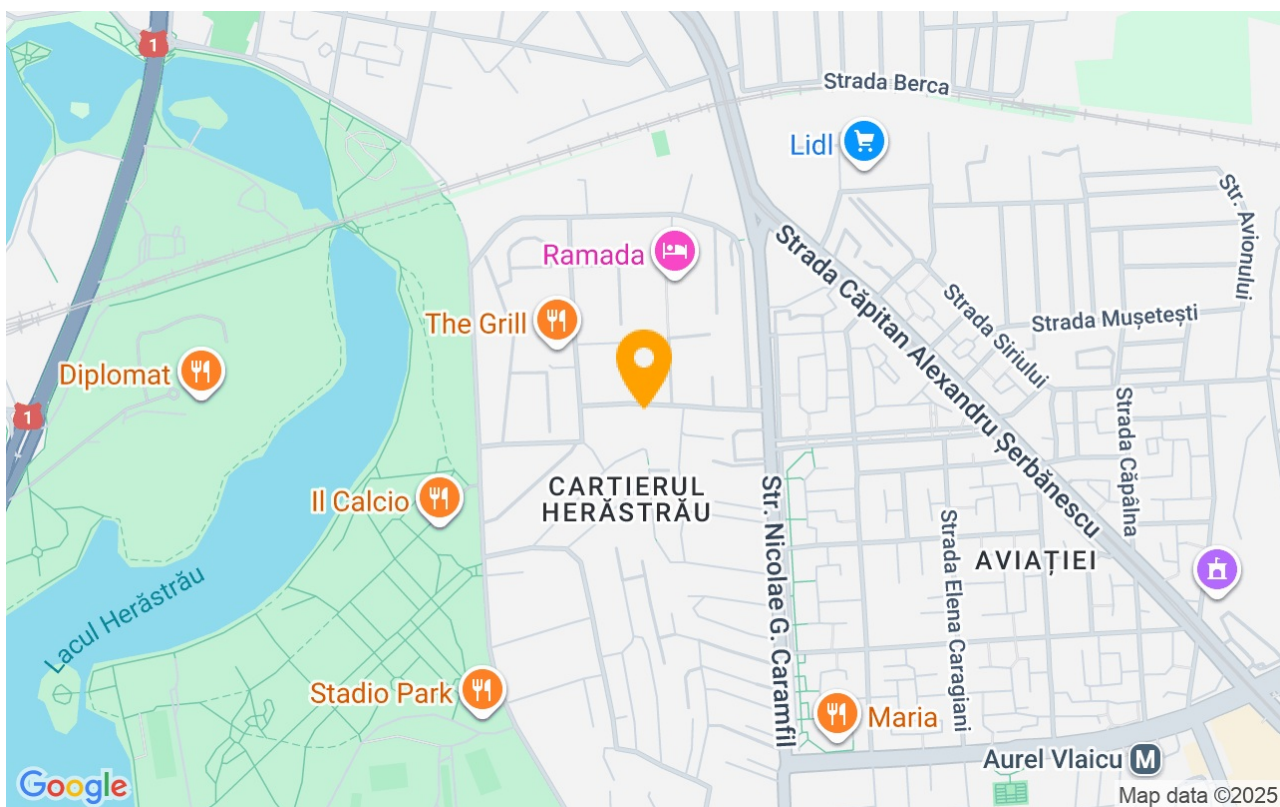 1
Strada Berca
Lidl
Str. Avionului
Strada Căpitan Alexandru Șerbănescu
Ramada
Strada Siriului
Strada Mușetești
The Grill
Diplomat
1
Strada Căpâlna
CARTIERUL
HERĂSTRĂU
Il Calcio
Str. Nicolae G. Caramfil
Strada Elena Caragiani
AVIAȚIEI
Lacul Herăstrău
Stadio Park
Maria
Aurel Vlaicu M
Google
Map data ©2025